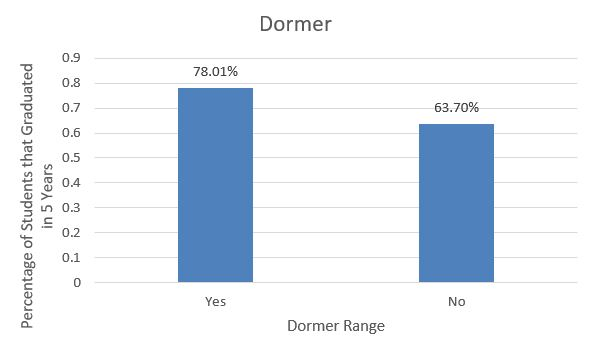 Dormer
Percentage of Students that Graduated
in 5 Years
0.9
0.8
0.7
0.6
0.5
0.4
0.3
0.2
0.1
0
78.01%
63.70%
Yes
No
Dormer Range